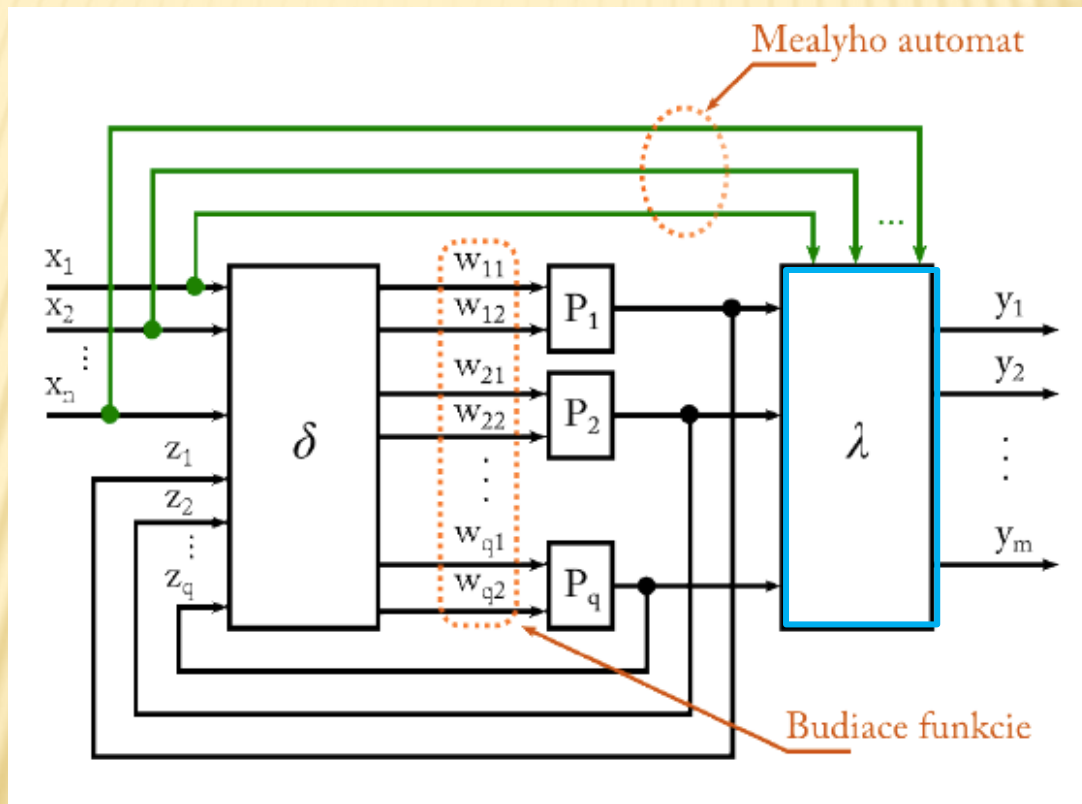 Mealyho automat
...
x1
x2
⋮
xn
z1
z2
⋮
zq
δ
w11
w12
w21
w22
⋮
wq1
wq2
P1
P2
Pq
λ
y1
y2
⋮
ym
Budiace funkcie